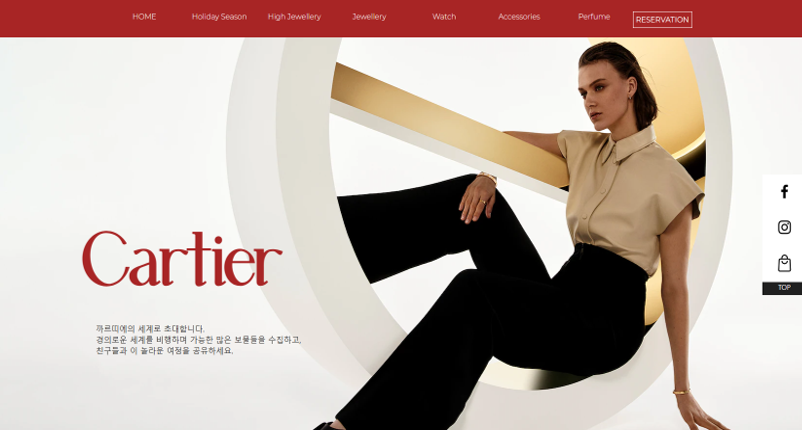 HOME
Holiday Season
High Jewellery
Jewellery
Watch
Accessories
Perfume
RESERVATION
Cartier
까르띠에의 세계로 초대합니다.
경의로운 세계를 비행하며 가능한 많은 보물들을 수집하고,
친구들과 이 놀라운 여정을 공유하세요.
TOP